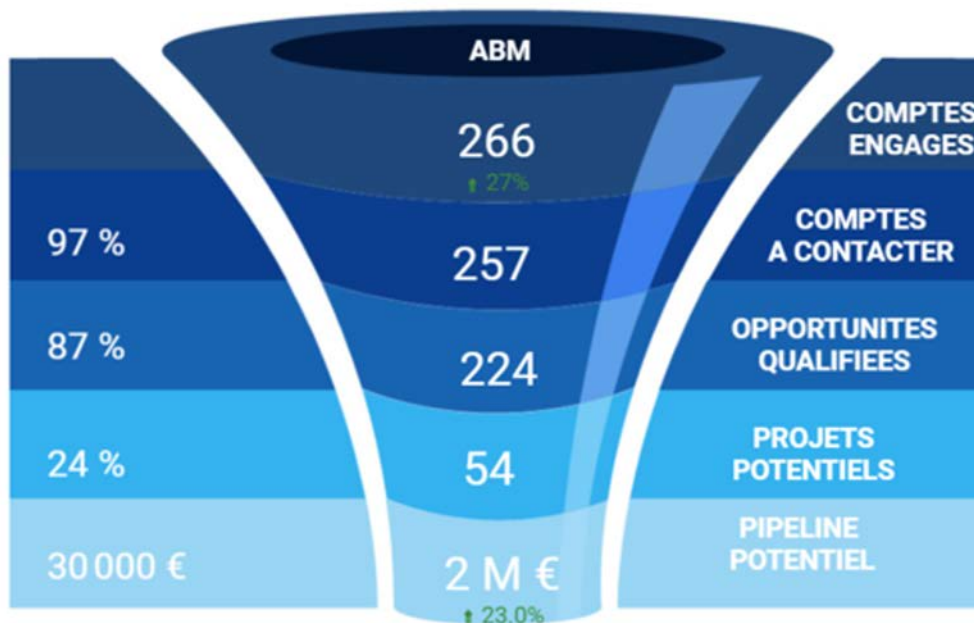 ABM
266
27%
COMPTES
ENGAGES
97 %
257
COMPTES
A CONTACTER
87 %
224
OPPORTUNITES
QUALIFIEES
24 %
54
PROJETS
POTENTIELS
30 000 €
2 M €
23.0%
PIPELINE
POTENTIEL